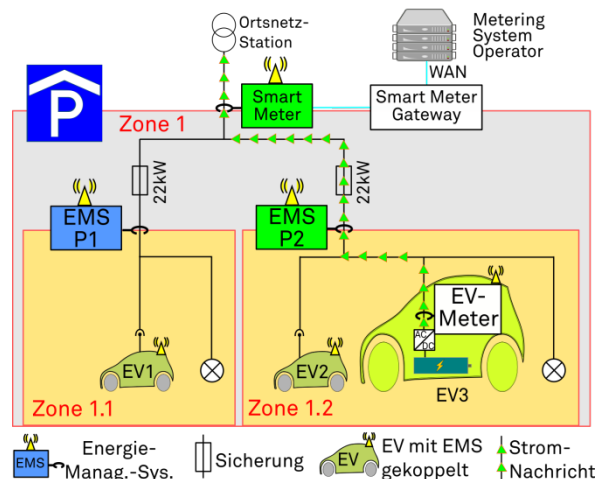 Ortsnetz-
Station
Metering
System
Operator
WAN
P
Smart
Meter
Smart Meter
Gateway
Zone 1
22kW
22kW
EMS
P1
EMS
P2
EV-
Meter
AC
DC
EV1
EV2
EV3
Zone 1.1
Zone 1.2
EMS
Energie-
Manag.-Sys.
Sicherung
EV
EV mit EMS
gekoppelt
Strom-
Nachricht